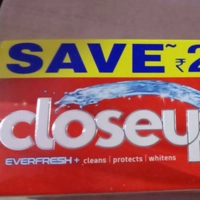 SAVE~ ₹2
closeup
EVERFRESH + cleans | protects | whitens